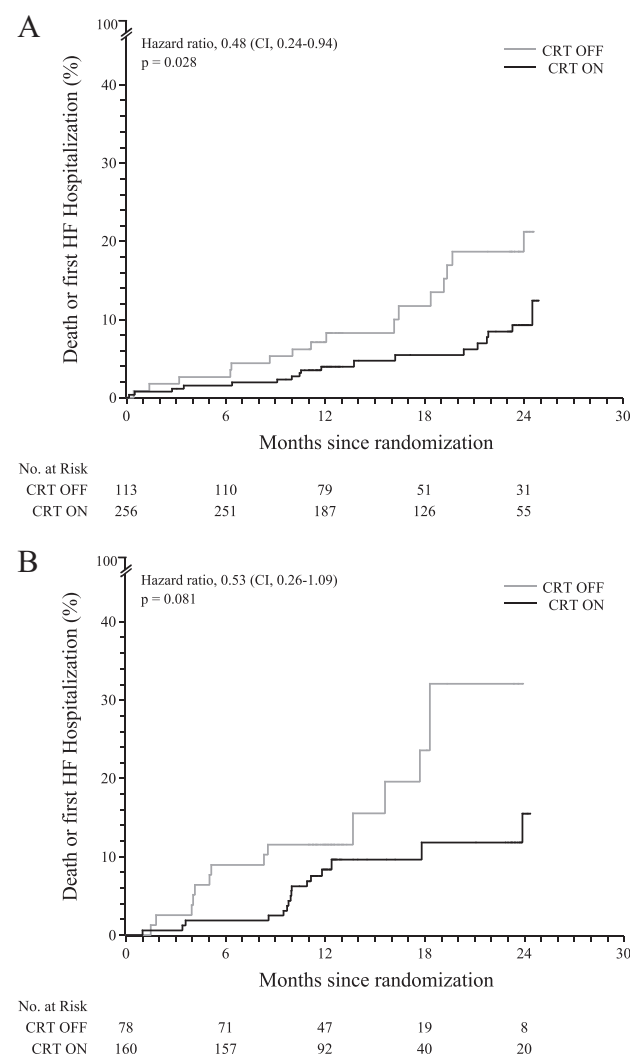 A
Hazard ratio, 0.48 (CI, 0.24-0.94)
p = 0.028
CRT OFF
CRT ON
Death or first HF Hospitalization (%)
100
40
30
20
10
0
0 6 12 18 24 30
Months since randomization
No. at Risk
CRT OFF 113 110 79 51 31
CRT ON 256 251 187 126 55
B
Hazard ratio, 0.53 (CI, 0.26-1.09)
p = 0.081
CRT OFF
CRT ON
Death or first HF Hospitalization (%)
100
40
30
20
10
0
0 6 12 18 24 30
Months since randomization
No. at Risk
CRT OFF 78 71 47 19 8
CRT ON 160 157 92 40 20